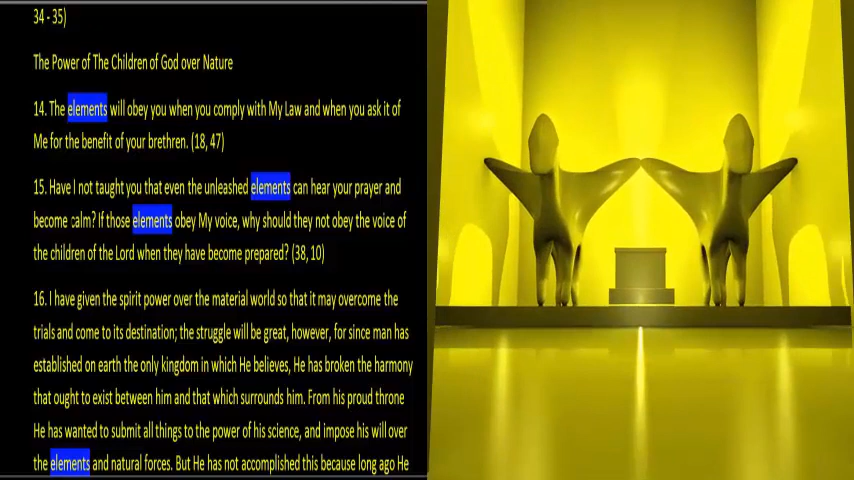 34 - 35)
The Power of The Children of God over Nature
14. The elements will obey you when you comply with My Law and when you ask it of
Me for the benefit of your brethren. (18, 47)
15. Have I not taught you that even the unleashed elements can hear your prayer and
become calm? If those elements obey My voice, why should they not obey the voice of
the children of the Lord when they have become prepared? (38, 10)
16. I have given the spirit power over the material world so that it may overcome the
trials and come to its destination; the struggle will be great, however, for since man has
established on earth the only kingdom in which He believes, He has broken the harmony
that ought to exist between him and that which surrounds him. From his proud throne
He has wanted to submit all things to the power of his science, and impose his will over
the elements and natural forces. But He has not accomplished this because long ago He